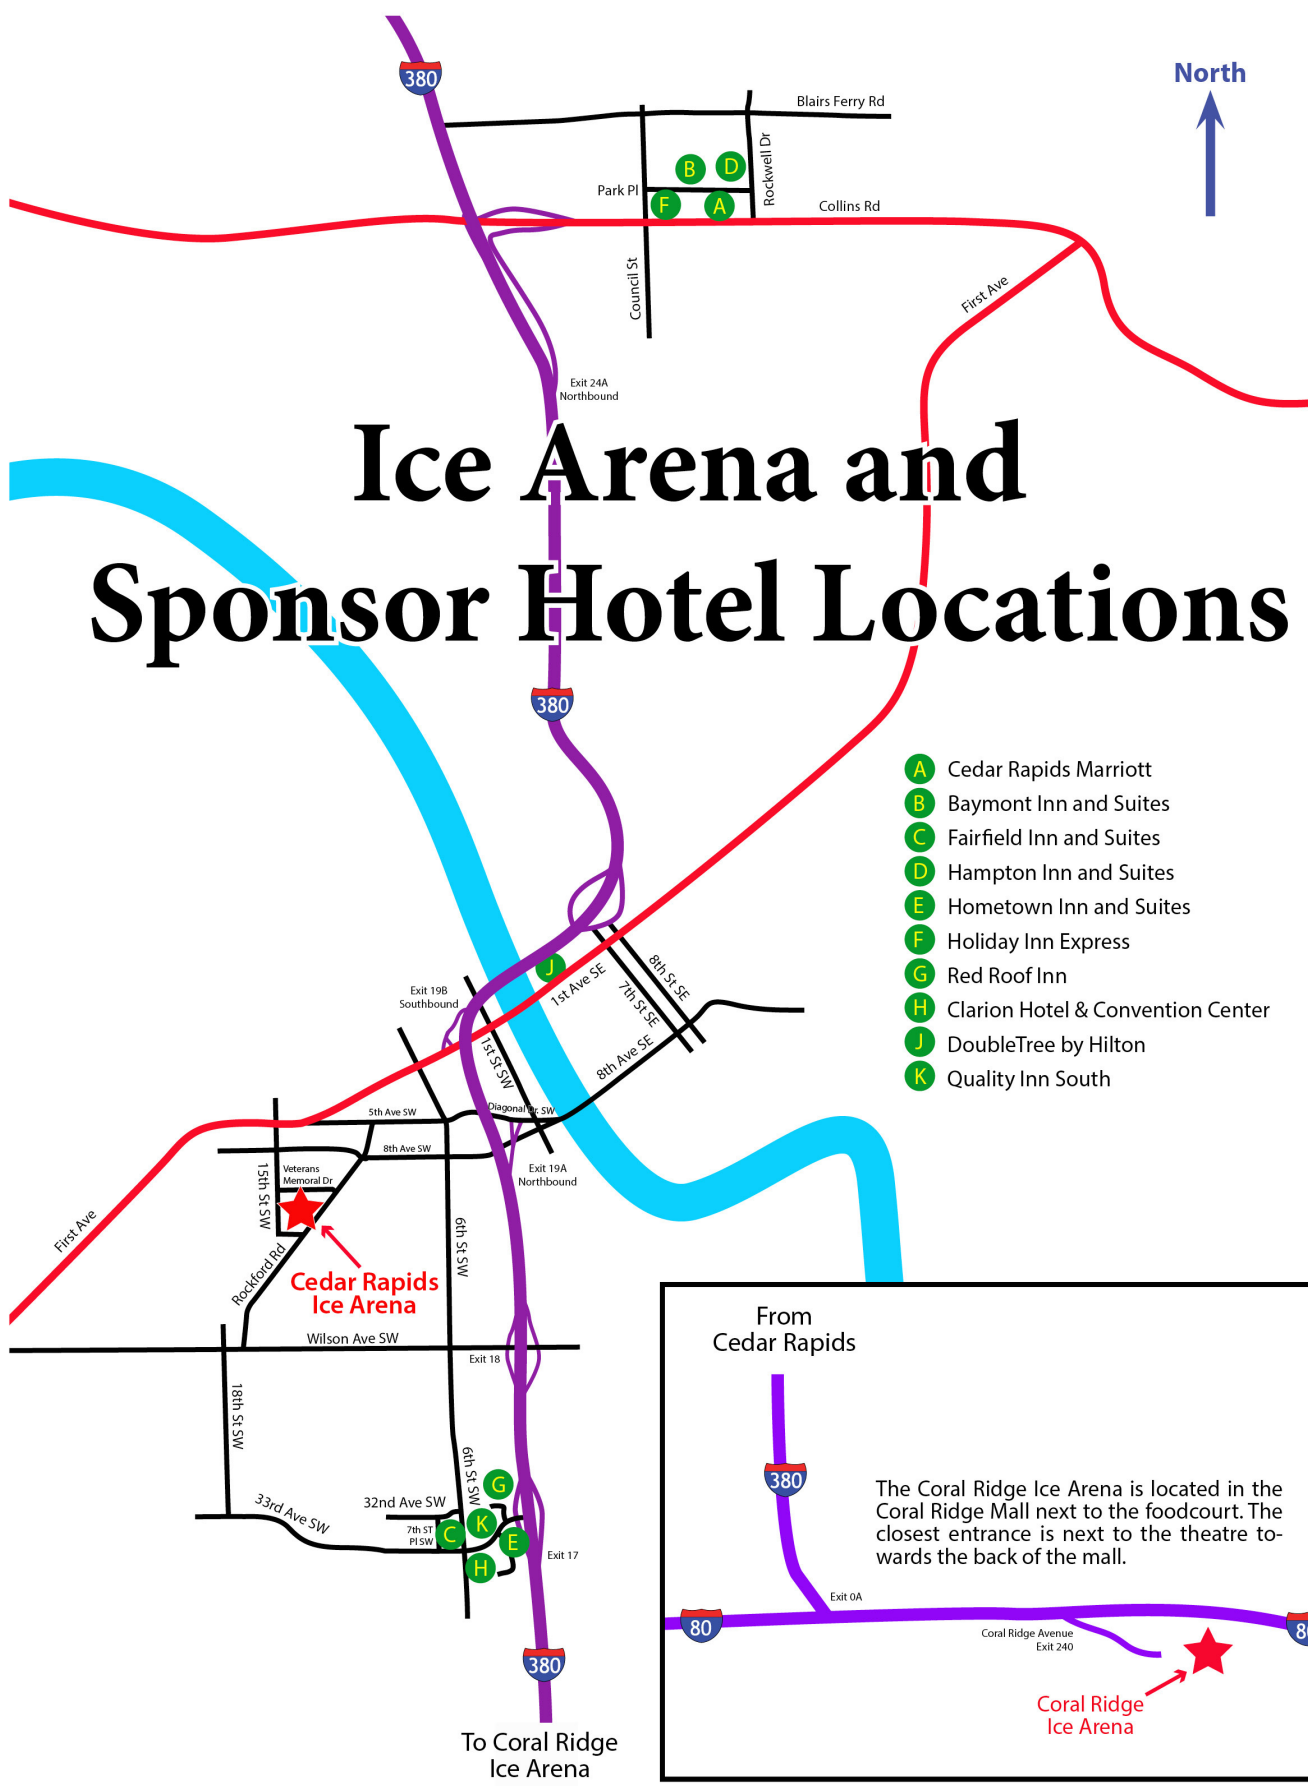 380
North
Blairs Ferry Rd
Rockwell Dr
B
D
Park Pl
F
A
Collins Rd
Council St
First Ave
Exit 24A
Northbound
Ice Arena and
Sponsor Hotel Locations
380
A Cedar Rapids Marriott
B Baymont Inn and Suites
C Fairfield Inn and Suites
D Hampton Inn and Suites
E Hometown Inn and Suites
F Holiday Inn Express
G Red Roof Inn
H Clarion Hotel & Convention Center
J DoubleTree by Hilton
K Quality Inn South
J
1st Ave SE
8th St SE
7th St SE
8th Ave SE
Exit 19B
Southbound
1st St SW
Diagonal Dr. SW
5th Ave SW
8th Ave SW
Exit 19A
Northbound
15th St SW
Veterans
Memoral Dr
First Ave
Rockford Rd
Cedar Rapids
Ice Arena
6th St SW
Wilson Ave SW
Exit 18
18th St SW
33rd Ave SW
32nd Ave SW
6th St SW
7th ST
Pl SW
G
K
C
E
H
Exit 17
380
To Coral Ridge
Ice Arena
From
Cedar Rapids
380
The Coral Ridge Ice Arena is located in the
Coral Ridge Mall next to the foodcourt. The
closest entrance is next to the theatre to-
wards the back of the mall.
Exit 0A
80
Coral Ridge Avenue
Exit 240
8
Coral Ridge
Ice Arena